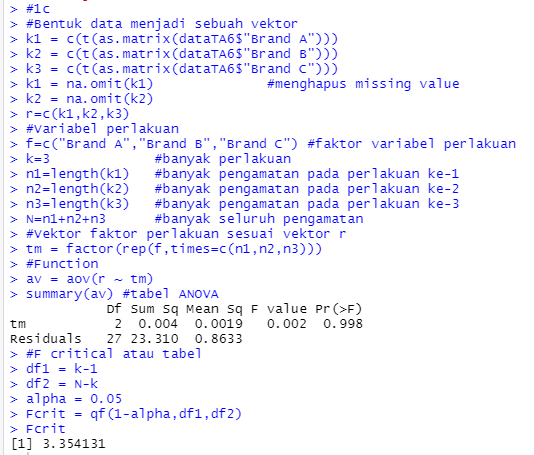 > #1c
> #Bentuk data menjadi sebuah vektor
> k1 = c(t(as.matrix(dataTA6$"Brand A")))
> k2 = c(t(as.matrix(dataTA6$"Brand B")))
> k3 = c(t(as.matrix(dataTA6$"Brand C")))
> k1 = na.omit(k1)              #menghapus missing value
> k2 = na.omit(k2)
> r=c(k1,k2,k3)
> #Variabel perlakuan
> f=c("Brand A","Brand B","Brand C") #faktor variabel perlakuan
> k=3              #banyak perlakuan
> n1=length(k1)   #banyak pengamatan pada perlakuan ke-1
> n2=length(k2)   #banyak pengamatan pada perlakuan ke-2
> n3=length(k3)   #banyak pengamatan pada perlakuan ke-3
> N=n1+n2+n3      #banyak seluruh pengamatan
> #Vektor faktor perlakuan sesuai vektor r
> tm = factor(rep(f,times=c(n1,n2,n3)))
> #Function
> av = aov(r ~ tm)
> summary(av) #tabel ANOVA
            Df Sum Sq Mean Sq F value Pr(>F)
tm           2  0.004  0.0019   0.002  0.998
Residuals   27 23.310  0.8633
> #F critical atau tabel
> df1 = k-1
> df2 = N-k
> alpha = 0.05
> Fcrit = qf(1-alpha,df1,df2)
> Fcrit
[1] 3.354131